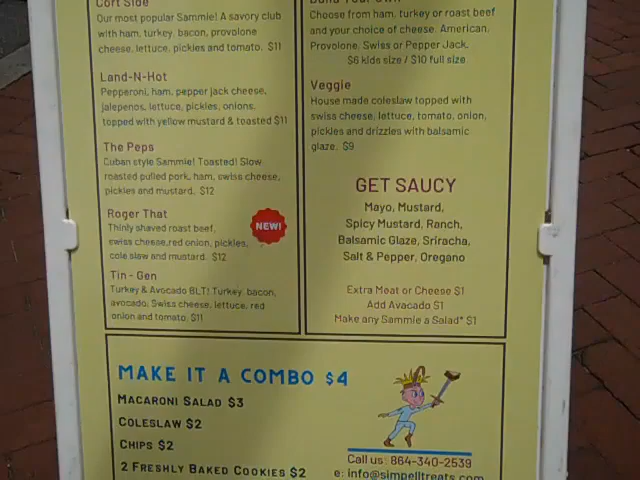 Cort Side
Our most popular Sammie! A savory club
with ham, turkey, bacon, provolone
cheese, lettuce, pickles and tomato. $11
Land-N-Hot
Pepperoni, ham, pepper jack cheese,
jalepenos, lettuce, pickles, onions,
topped with yellow mustard & toasted $11
The Peps
Cuban style Sammie! Toasted! Slow
roasted pulled pork, ham, swiss cheese,
pickles and mustard. $12
Roger That
Thinly shaved roast beef,
swiss cheese,red onion, pickles,
cole slaw and mustard. $12
NEW!
Tin - Gen
Turkey & Avocado BLT! Turkey, bacon,
avocado, Swiss cheese, lettuce, red
onion and tomato. $11
Build Your Own
Choose from ham, turkey or roast beef
and your choice of cheese. American,
Provolone, Swiss or Pepper Jack.
$6 kids size / $10 full size
Veggie
House made coleslaw topped with
swiss cheese, lettuce, tomato, onion,
pickles and drizzles with balsamic
glaze. $9
GET SAUCY
Mayo, Mustard,
Spicy Mustard, Ranch,
Balsamic Glaze, Sriracha,
Salt & Pepper, Oregano
Extra Meat or Cheese $1
Add Avacado $1
Make any Sammie a Salad* $1
MAKE IT A COMBO $4
MACARONI SALAD $3
COLESLAW $2
CHIPS $2
2 FRESHLY BAKED COOKIES $2
Call us: 864-340-2539
e: info@simpelltreats.com